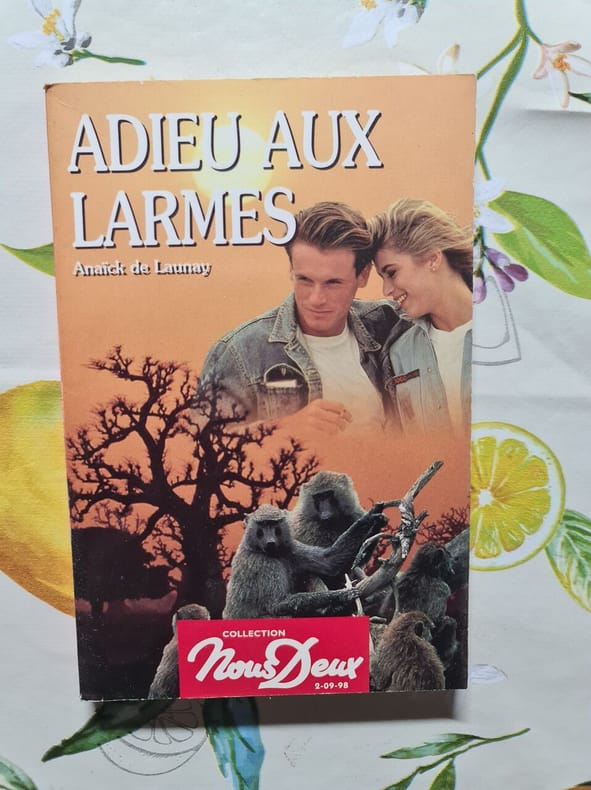 ADIEU AUX
LARMES
Anaïck de Launay
COLLECTION
Nous Deux
2-09-98